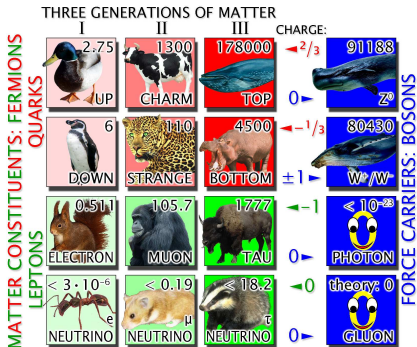 THREE GENERATIONS OF MATTER
I II III CHARGE:
MATTER CONSTITUENTS: FERMIONS
QUARKS
LEPTONS
FORCE CARRIERS: BOSONS
2.75 1300 178000 2/3 91188
UP CHARM TOP 0 Z0
6 110 4500 -1/3 80430
DOWN STRANGE BOTTOM ±1 W+/W-
0.511 105.7 1777 -1 < 10-23
ELECTRON MUON TAU 0 PHOTON
< 3·10-6 < 0.19 < 18.2 0 theory: 0
e μ τ
NEUTRINO NEUTRINO NEUTRINO 0 GLUON